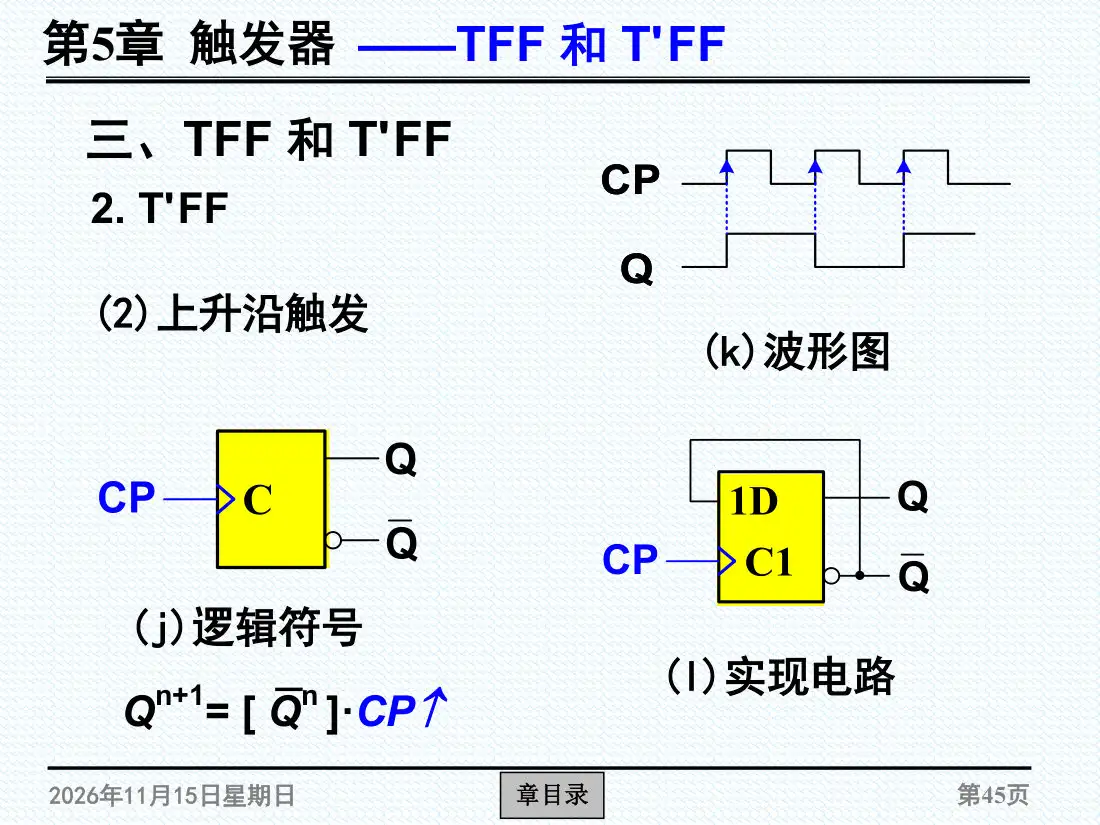 第5章 触发器 ——TFF 和 T'FF
三、TFF 和 T'FF
2. T'FF
(2)上升沿触发
CP
Q
(k)波形图
CP
C
Q
Q̅
(j)逻辑符号
Qⁿ⁺¹= [ Q̅ⁿ ]·CP↑
CP
1D
C1
Q
Q̅
(l)实现电路
2026年11月15日星期日
章目录
第45页